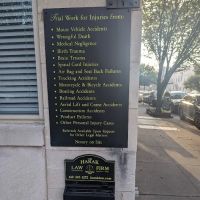 Trial Work for Injuries from:
• Motor Vehicle Accidents
• Wrongful Death
• Medical Negligence
• Birth Trauma
• Brain Trauma
• Spinal Cord Injuries
• Air Bag and Seat Back Failures
• Trucking Accidents
• Motorcycle & Bicycle Accidents
• Boating Accidents
• Railroad Accidents
• Aerial Lift and Crane Accidents
• Construction Accidents
• Product Failures
• Other Personal Injury Cases
Referrals Available Upon Request
for Other Legal Matters
Notary on Site
HAŁAS
LAW FIRM